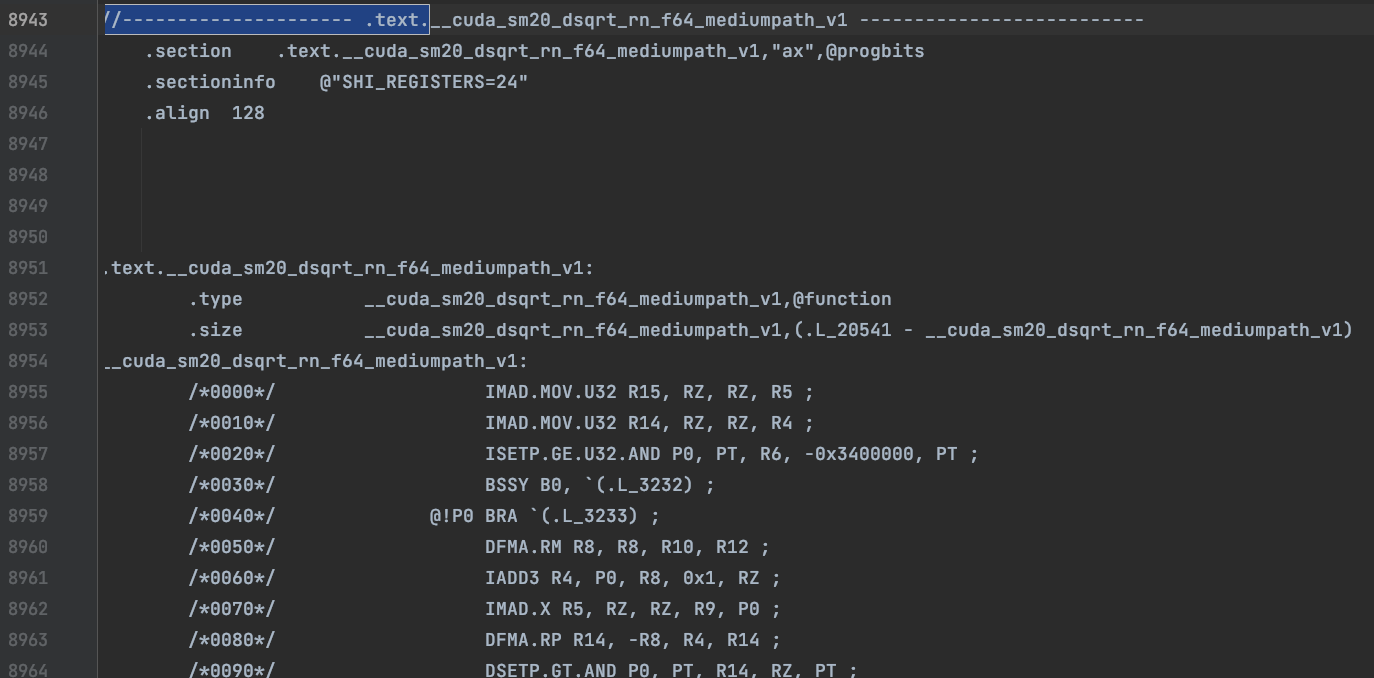 8943 //--------------------- .text.__cuda_sm20_dsqrt_rn_f64_mediumpath_v1 --------------------------
8944     .section    .text.__cuda_sm20_dsqrt_rn_f64_mediumpath_v1,"ax",@progbits
8945     .sectioninfo    @"SHI_REGISTERS=24"
8946     .align  128
8947
8948
8949
8950
8951 .text.__cuda_sm20_dsqrt_rn_f64_mediumpath_v1:
8952         .type           __cuda_sm20_dsqrt_rn_f64_mediumpath_v1,@function
8953         .size           __cuda_sm20_dsqrt_rn_f64_mediumpath_v1,(.L_20541 - __cuda_sm20_dsqrt_rn_f64_mediumpath_v1)
8954 __cuda_sm20_dsqrt_rn_f64_mediumpath_v1:
8955         /*0000*/                   IMAD.MOV.U32 R15, RZ, RZ, R5 ;
8956         /*0010*/                   IMAD.MOV.U32 R14, RZ, RZ, R4 ;
8957         /*0020*/                   ISETP.GE.U32.AND P0, PT, R6, -0x3400000, PT ;
8958         /*0030*/                   BSSY B0, `(.L_3232) ;
8959         /*0040*/              @!P0 BRA `(.L_3233) ;
8960         /*0050*/                   DFMA.RM R8, R8, R10, R12 ;
8961         /*0060*/                   IADD3 R4, P0, R8, 0x1, RZ ;
8962         /*0070*/                   IMAD.X R5, RZ, RZ, R9, P0 ;
8963         /*0080*/                   DFMA.RP R14, -R8, R4, R14 ;
8964         /*0090*/                   DSETP.GT.AND P0, PT, R14, RZ, PT ;